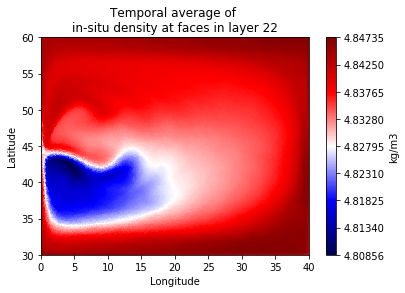 Temporal average of
in-situ density at faces in layer 22
60
55
50
45
40
35
30
Latitude
0 5 10 15 20 25 30 35 40
Longitude
4.84735
4.84250
4.83765
4.83280
4.82795
4.82310
4.81825
4.81340
4.80856
kg/m3